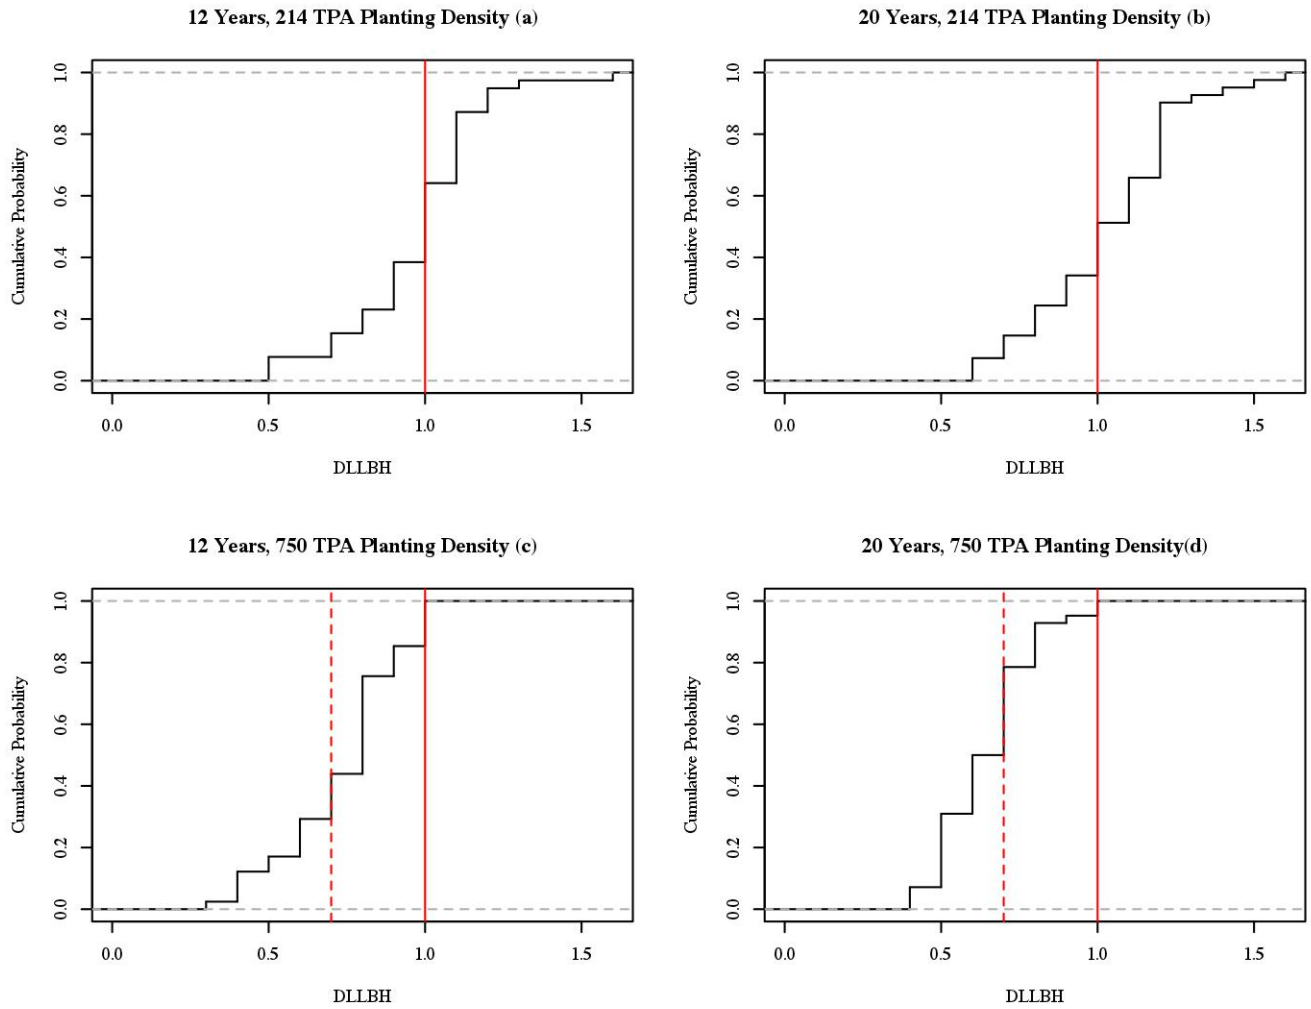 12 Years, 214 TPA Planting Density (a)
Cumulative Probability
1.0
0.8
0.6
0.4
0.2
0.0
0.0 0.5 1.0 1.5
DLLBH
20 Years, 214 TPA Planting Density (b)
Cumulative Probability
1.0
0.8
0.6
0.4
0.2
0.0
0.0 0.5 1.0 1.5
DLLBH
12 Years, 750 TPA Planting Density (c)
Cumulative Probability
1.0
0.8
0.6
0.4
0.2
0.0
0.0 0.5 1.0 1.5
DLLBH
20 Years, 750 TPA Planting Density(d)
Cumulative Probability
1.0
0.8
0.6
0.4
0.2
0.0
0.0 0.5 1.0 1.5
DLLBH